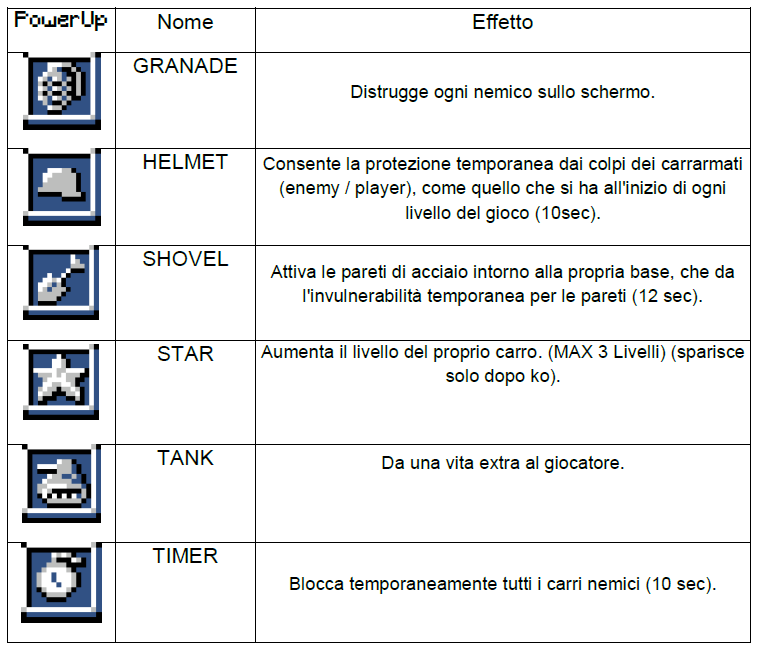 PowerUp Nome Effetto
GRANADE
Distrugge ogni nemico sullo schermo.
HELMET
Consente la protezione temporanea dai colpi dei carrarmati
(enemy / player), come quello che si ha all'inizio di ogni
livello del gioco (10sec).
SHOVEL
Attiva le pareti di acciaio intorno alla propria base, che da
l'invulnerabilità temporanea per le pareti (12 sec).
STAR
Aumenta il livello del proprio carro. (MAX 3 Livelli) (sparisce
solo dopo ko).
TANK
Da una vita extra al giocatore.
TIMER
Blocca temporaneamente tutti i carri nemici (10 sec).